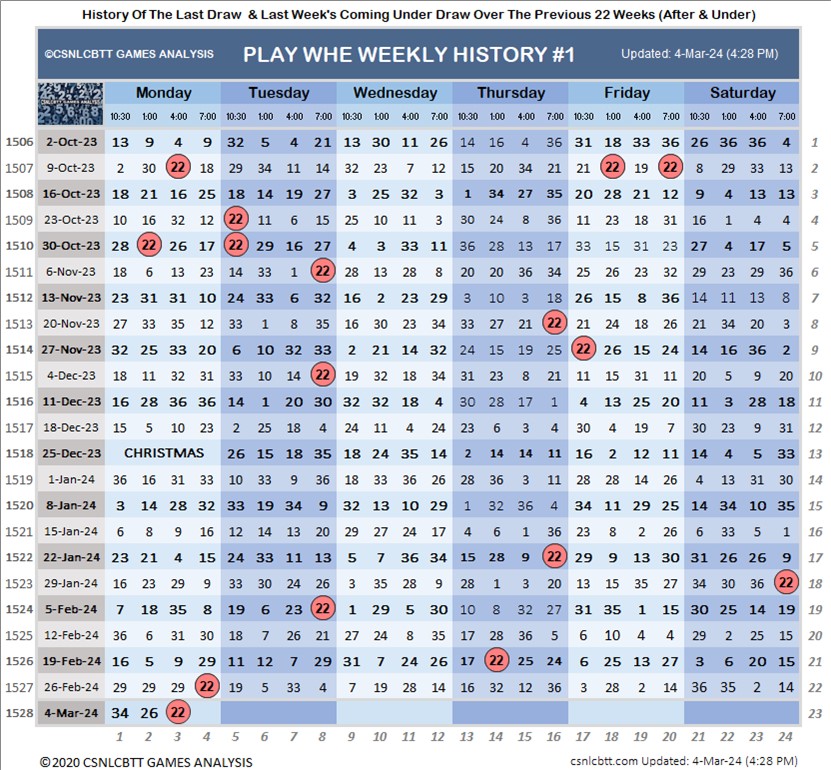 History Of The Last Draw & Last Week's Coming Under Draw Over The Previous 22 Weeks (After & Under)
©CSNLCBTT GAMES ANALYSIS PLAY WHE WEEKLY HISTORY #1 Updated: 4-Mar-24 (4:28 PM)
CSNLCBTT GAMES ANALYSIS
Monday Tuesday Wednesday Thursday Friday Saturday
10:30 1:00 4:00 7:00 10:30 1:00 4:00 7:00 10:30 1:00 4:00 7:00 10:30 1:00 4:00 7:00 10:30 1:00 4:00 7:00 10:30 1:00 4:00 7:00
1506 2-Oct-23 13 9 4 9 32 5 4 21 13 30 11 26 14 16 4 36 31 18 33 36 26 36 36 4 1
1507 9-Oct-23 2 30 22 18 29 34 11 14 2 23 7 12 15 20 34 21 21 22 19 22 8 29 33 13 2
1508 16-Oct-23 18 21 16 25 18 14 19 27 3 25 32 3 1 34 27 35 20 28 21 12 9 4 13 13 3
1509 23-Oct-23 10 16 32 12 22 11 6 15 25 10 11 3 30 24 8 36 11 23 18 33 16 1 4 4 4
1510 30-Oct-23 28 22 26 17 22 29 16 27 4 3 33 11 36 28 13 17 33 15 31 23 27 4 17 5 5
1511 6-Nov-23 18 6 13 23 14 33 1 22 28 13 28 8 20 20 36 34 25 26 23 32 29 23 29 36 6
1512 13-Nov-23 23 31 31 10 24 33 6 32 16 2 23 29 3 10 3 18 26 15 8 36 14 11 13 8 7
1513 20-Nov-23 27 33 35 12 33 1 35 16 30 23 34 33 27 21 22 21 24 18 26 21 34 20 3 8
1514 27-Nov-23 32 25 33 20 6 10 32 33 2 21 14 32 24 15 19 25 22 26 15 24 14 16 36 2 9
1515 4-Dec-23 18 11 32 31 33 10 14 22 19 32 18 34 31 23 8 21 11 15 31 11 20 5 9 20 10
1516 11-Dec-23 16 28 36 36 14 1 20 30 32 32 18 4 30 28 17 1 4 13 25 20 11 3 28 18 11
1517 18-Dec-23 15 5 10 23 2 25 18 4 24 11 4 24 23 6 3 4 30 4 19 7 30 23 9 31 12
1518 25-Dec-23 CHRISTMAS 26 15 18 35 18 24 35 14 2 14 14 11 16 2 12 11 14 4 5 33 13
1519 1-Jan-24 36 16 31 33 10 33 9 36 18 33 36 26 28 36 3 11 28 28 14 26 4 13 31 30 14
1520 8-Jan-24 3 14 28 32 33 19 34 9 32 13 10 29 1 32 36 4 34 11 29 25 14 34 10 35 15
1521 15-Jan-24 6 8 9 16 12 14 13 20 29 27 24 17 4 6 1 36 23 8 2 26 6 33 5 1 16
1522 22-Jan-24 23 21 4 15 24 33 11 13 5 7 36 34 15 28 9 22 29 9 13 30 31 26 26 9 17
1523 29-Jan-24 16 23 29 9 33 30 24 26 3 35 28 9 28 1 3 20 13 15 35 27 34 30 36 22 18
1524 5-Feb-24 7 18 35 8 19 6 23 22 1 29 5 30 10 8 32 27 31 35 1 15 30 25 14 19 19
1525 12-Feb-24 36 6 31 30 18 7 26 21 27 24 8 35 17 28 36 5 6 10 4 4 29 2 25 15 20
1526 19-Feb-24 16 5 9 29 11 12 7 29 31 7 24 26 17 22 25 24 6 25 13 27 3 6 20 15 21
1527 26-Feb-24 29 29 29 22 19 5 33 4 7 19 28 14 16 32 12 36 3 28 2 14 36 35 2 14 22
1528 4-Mar-24 34 26 22 23
1 2 3 4 5 6 7 8 9 10 11 12 13 14 15 16 17 18 19 20 21 22 23 24
©2020 CSNLCBTT GAMES ANALYSIS csnlcbtt.com Updated: 4-Mar-24 (4:28 PM)